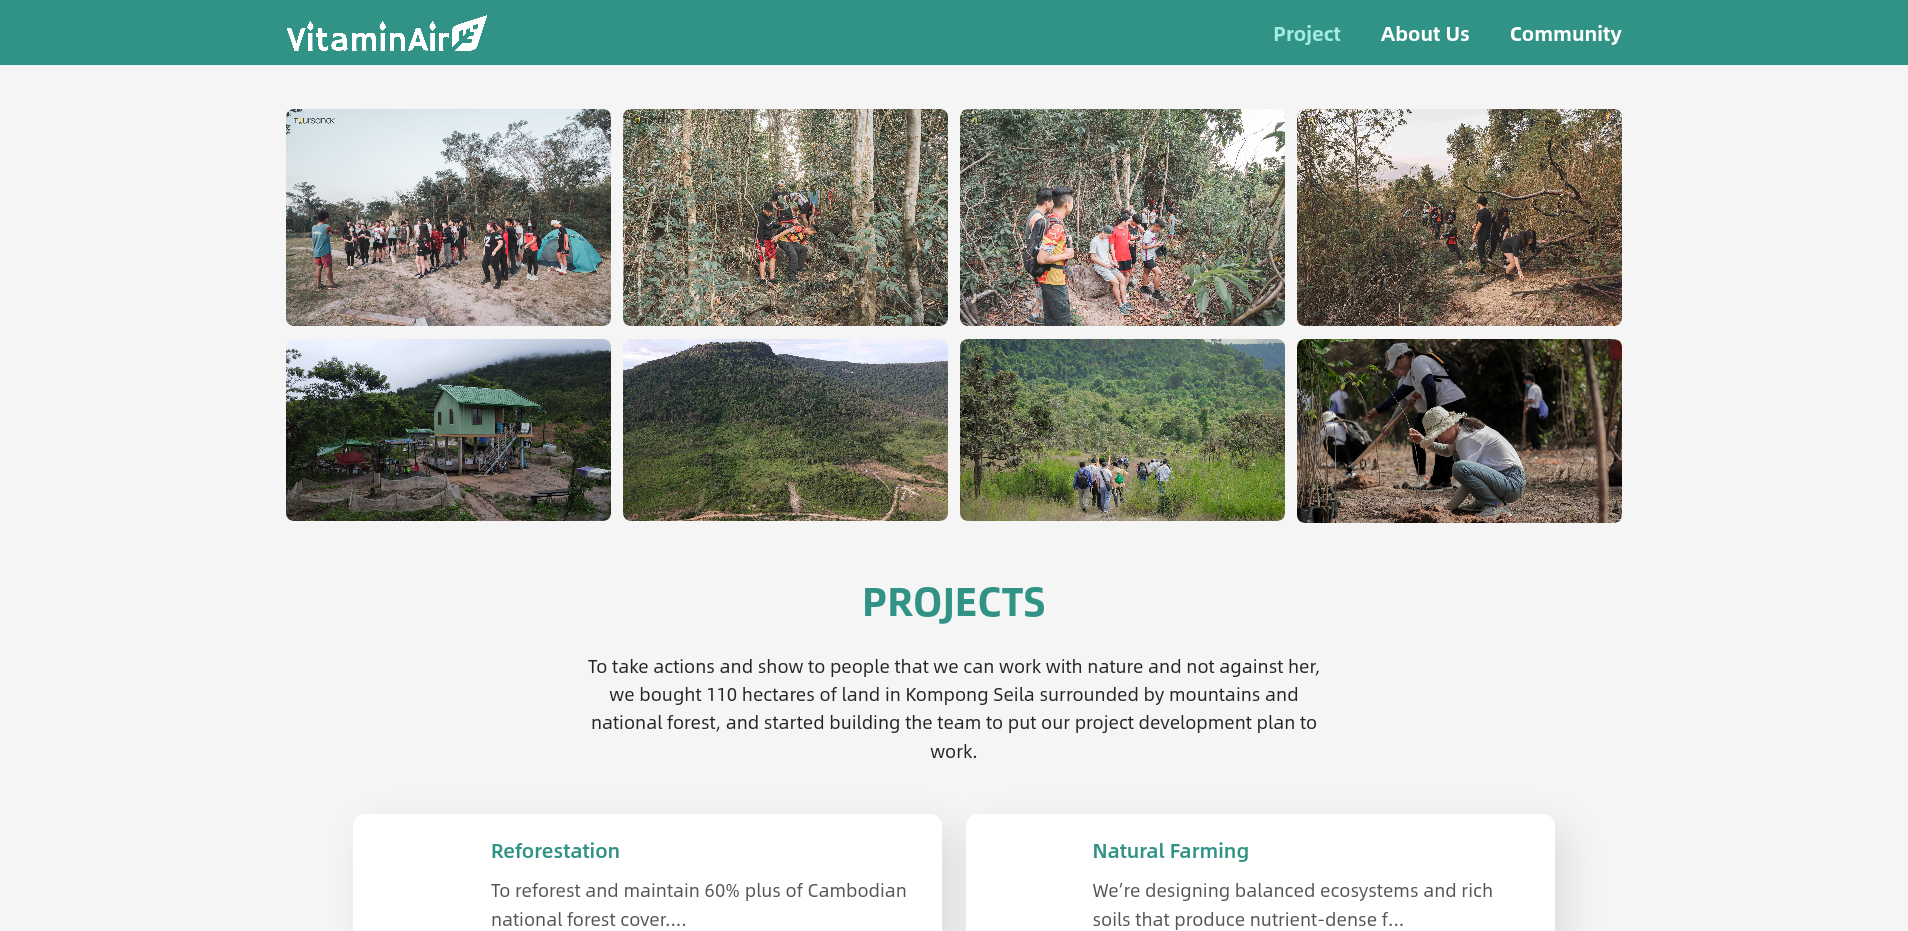 VitaminAir
Project
About Us
Community
PROJECTS
To take actions and show to people that we can work with nature and not against her,
we bought 110 hectares of land in Kompong Seila surrounded by mountains and
national forest, and started building the team to put our project development plan to
work.
Reforestation
To reforest and maintain 60% plus of Cambodian
national forest cover....
Natural Farming
We’re designing balanced ecosystems and rich
soils that produce nutrient-dense f...